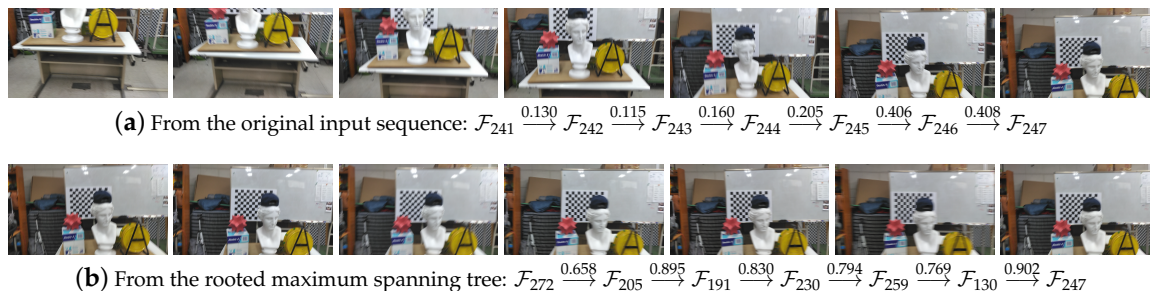 (a) From the original input sequence: F241 →0.130 F242 →0.115 F243 →0.160 F244 →0.205 F245 →0.406 F246 →0.408 F247
(b) From the rooted maximum spanning tree: F272 →0.658 F205 →0.895 F191 →0.830 F230 →0.794 F259 →0.769 F130 →0.902 F247